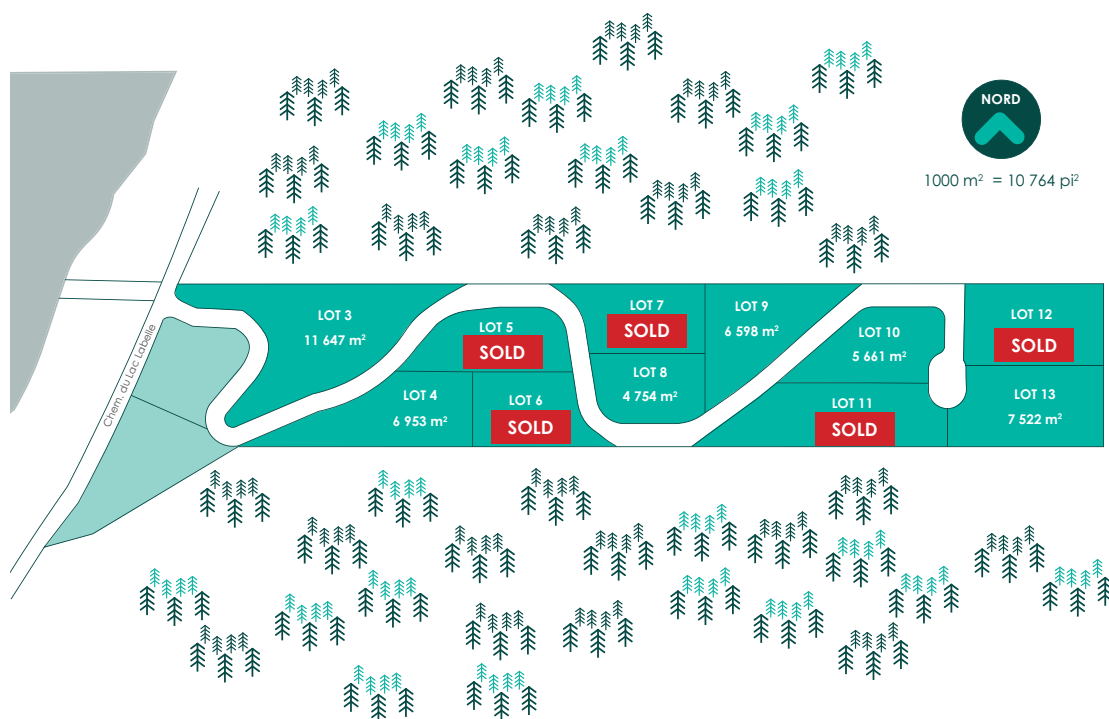 NORD
1000 m² = 10 764 pi²
Chem. du Lac Labelle
LOT 3
11 647 m²
LOT 4
6 953 m²
LOT 5
SOLD
LOT 6
SOLD
LOT 7
SOLD
LOT 8
4 754 m²
LOT 9
6 598 m²
LOT 10
5 661 m²
LOT 11
SOLD
LOT 12
SOLD
LOT 13
7 522 m²